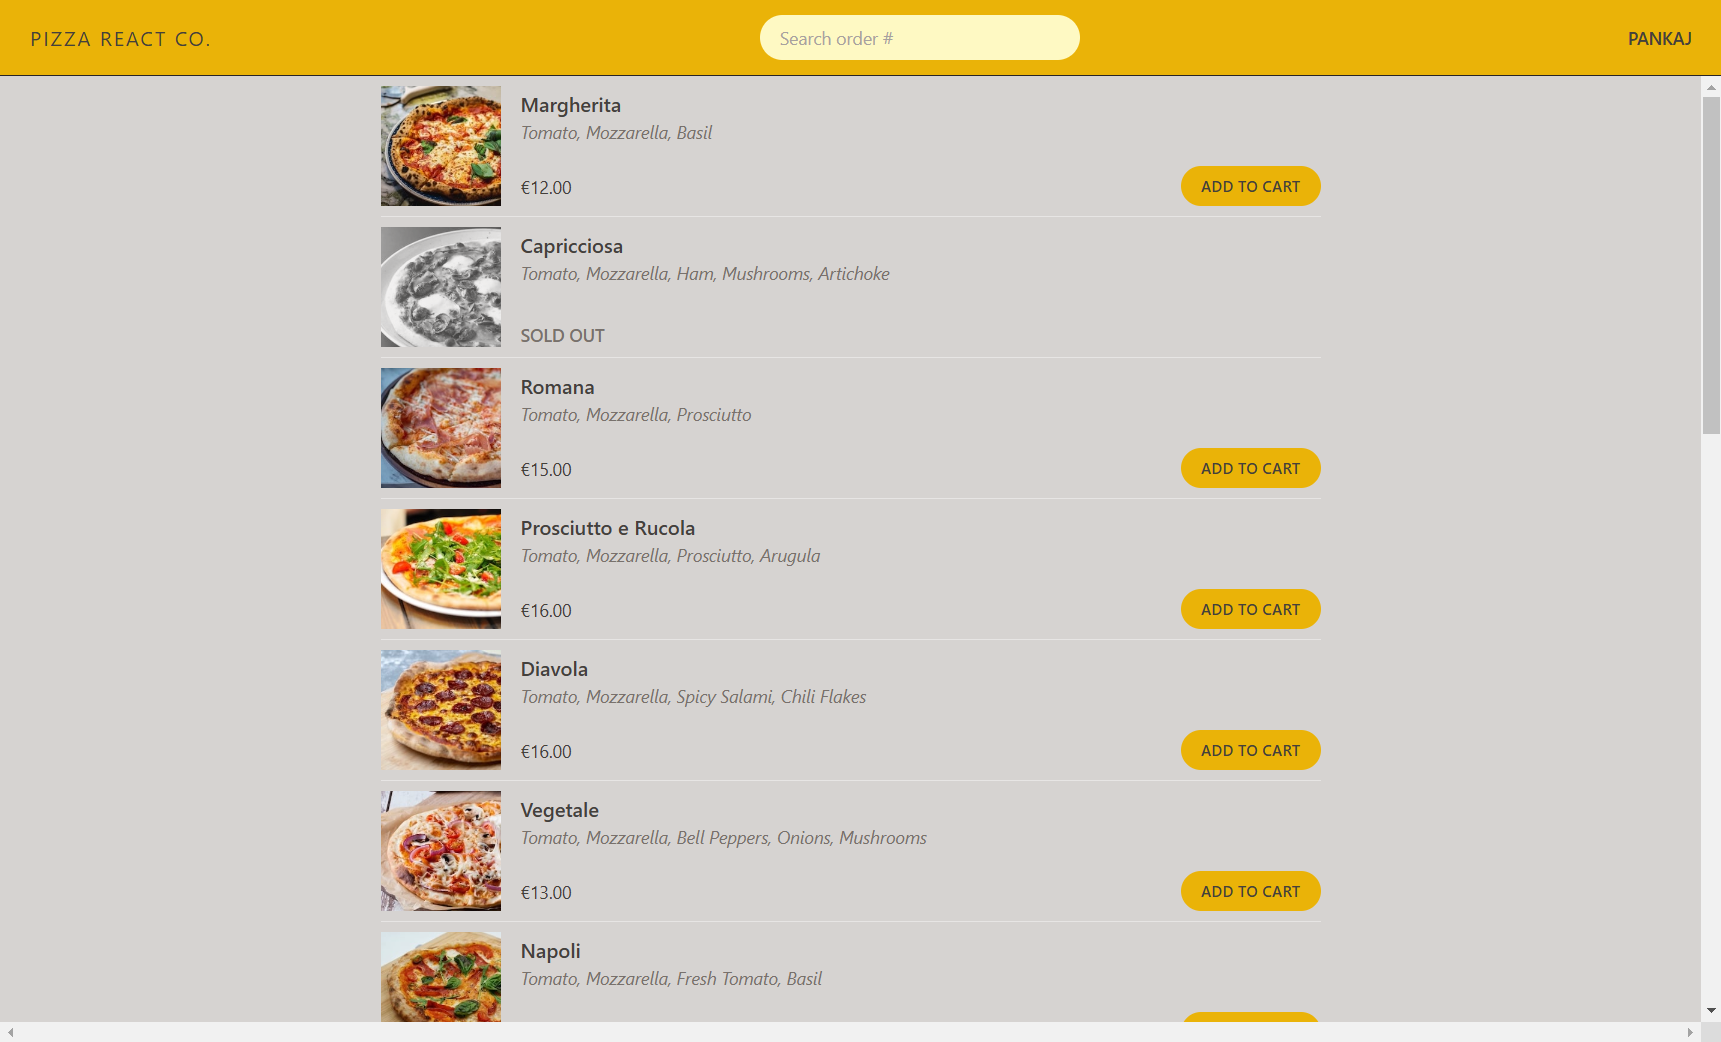 PIZZA REACT CO.
Search order #
PANKAJ
Margherita
Tomato, Mozzarella, Basil
€12.00
ADD TO CART
Capricciosa
Tomato, Mozzarella, Ham, Mushrooms, Artichoke
SOLD OUT
Romana
Tomato, Mozzarella, Prosciutto
€15.00
ADD TO CART
Prosciutto e Rucola
Tomato, Mozzarella, Prosciutto, Arugula
€16.00
ADD TO CART
Diavola
Tomato, Mozzarella, Spicy Salami, Chili Flakes
€16.00
ADD TO CART
Vegetale
Tomato, Mozzarella, Bell Peppers, Onions, Mushrooms
€13.00
ADD TO CART
Napoli
Tomato, Mozzarella, Fresh Tomato, Basil